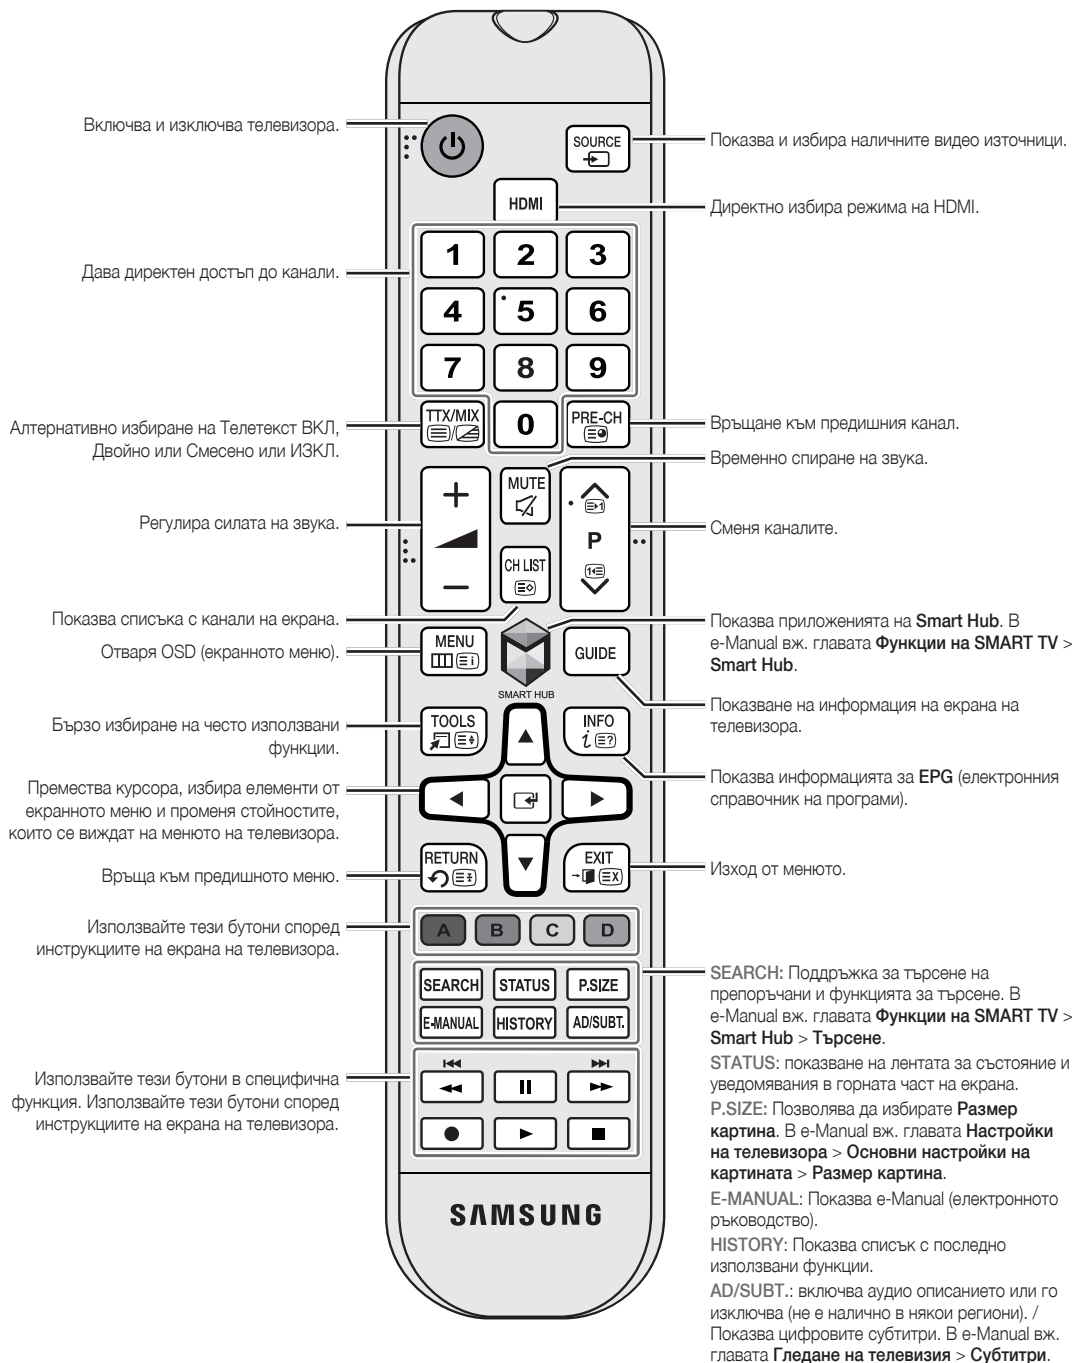 Включва и изключва телевизора.
SOURCE
Показва и избира наличните видео източници.
HDMI
Директно избира режима на HDMI.
1 2 3
Дава директен достъп до канали.
4 5 6
7 8 9
TTX/MIX
0
PRE-CH
Алтернативно избиране на Телетекст ВКЛ,
Двойно или Смесено или ИЗКЛ.
Връщане към предишния канал.
Временно спиране на звука.
MUTE
Регулира силата на звука.
P
Сменя каналите.
CH LIST
Показва списъка с канали на екрана.
Показва приложенията на Smart Hub. В
e-Manual вж. главата Функции на SMART TV >
Smart Hub.
MENU
Отваря OSD (екранното меню).
GUIDE
SMART HUB
Показване на информация на екрана на
телевизора.
TOOLS
INFO
Бързо избиране на често използвани
функции.
Показва информацията за EPG (електронния
справочник на програми).
Премества курсора, избира елементи от
екранното меню и променя стойностите,
които се виждат на менюто на телевизора.
RETURN
EXIT
Връща към предишното меню.
Изход от менюто.
A B C D
Използвайте тези бутони според
инструкциите на екрана на телевизора.
SEARCH STATUS P.SIZE
E-MANUAL HISTORY AD/SUBT.
Използвайте тези бутони в специфична
функция. Използвайте тези бутони според
инструкциите на екрана на телевизора.
SAMSUNG
SEARCH: Поддръжка за търсене на
препоръчани и функцията за търсене. В
e-Manual вж. главата Функции на SMART TV >
Smart Hub > Търсене.
STATUS: показване на лентата за състояние и
уведомявания в горната част на екрана.
P.SIZE: Позволява да избирате Размер
картина. В e-Manual вж. главата Настройки
на телевизора > Основни настройки на
картината > Размер картина.
E-MANUAL: Показва e-Manual (електронното
ръководство).
HISTORY: Показва списък с последно
използвани функции.
AD/SUBT.: включва аудио описанието или го
изключва (не е налично в някои региони). /
Показва цифровите субтитри. В e-Manual вж.
главата Гледане на телевизия > Субтитри.